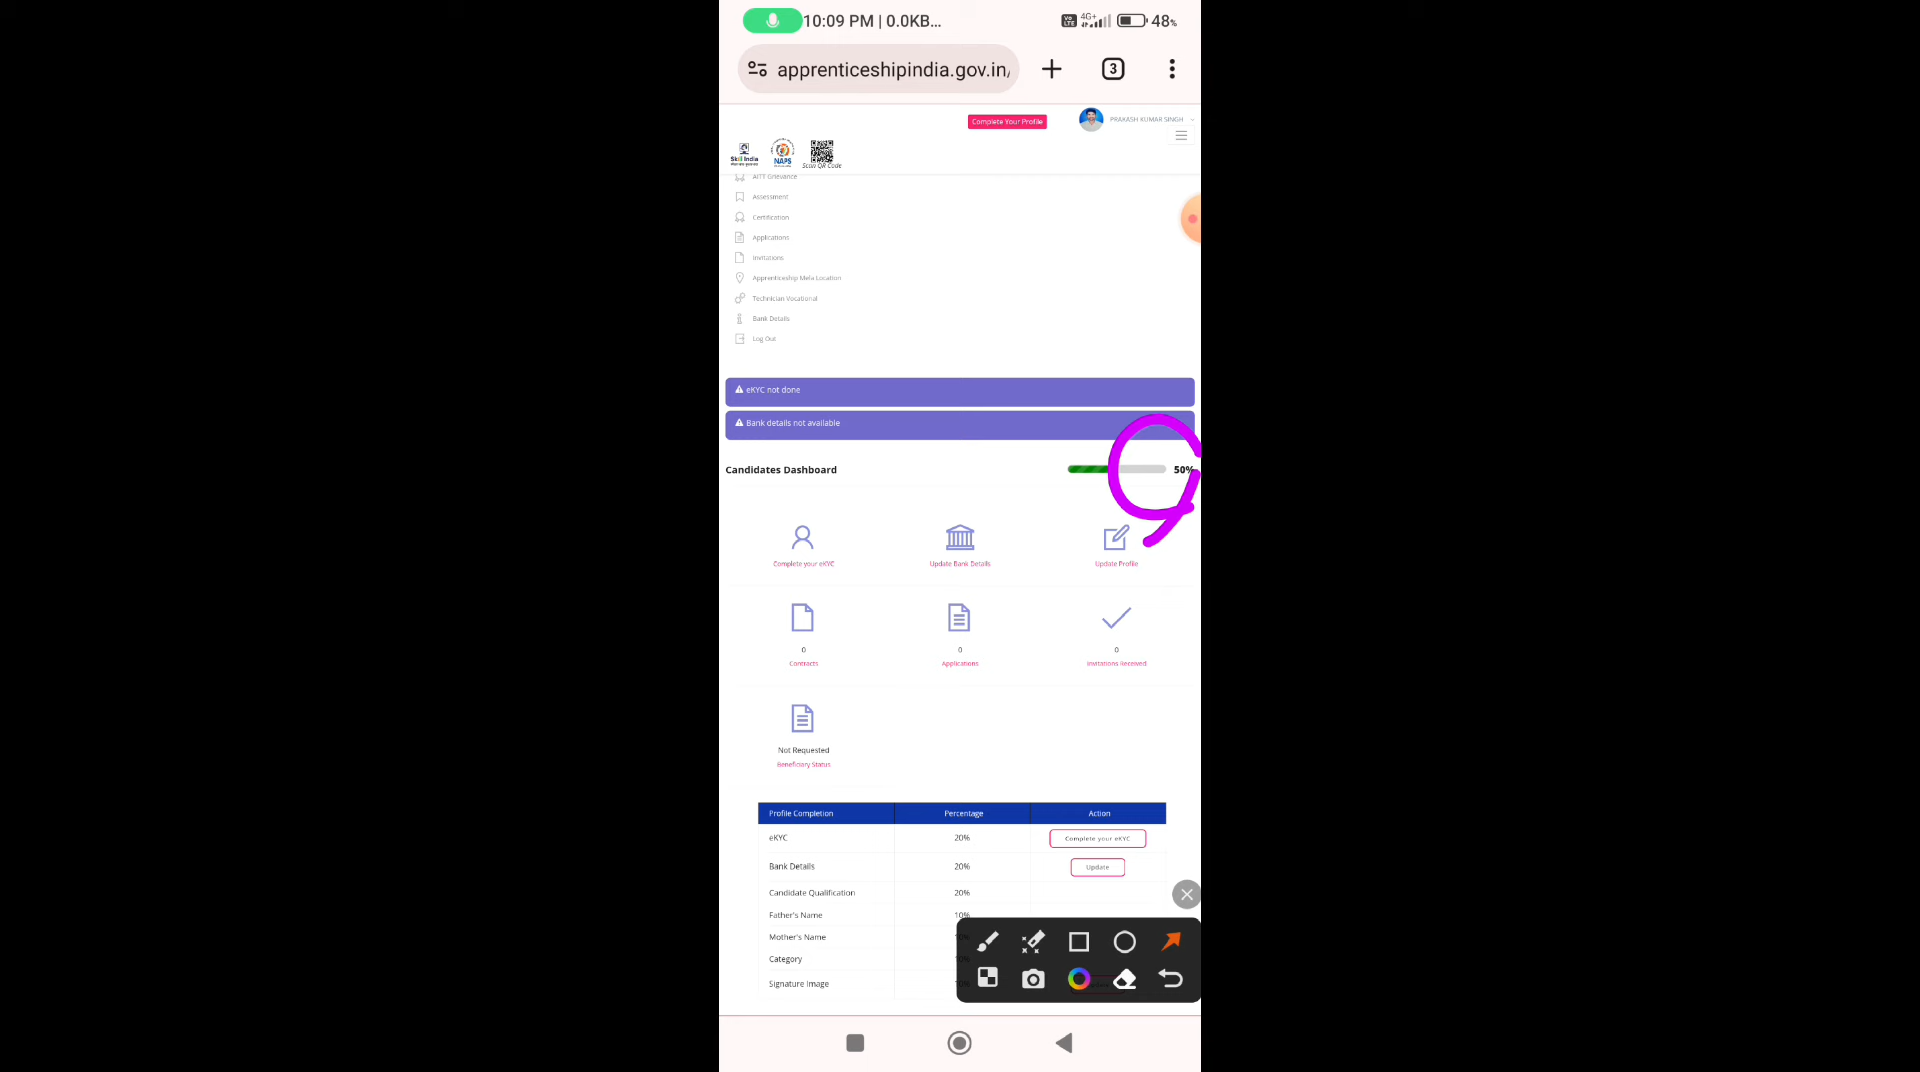 10:09 PM | 0.0KB...
Vo LTE 4G+ 48%
apprenticeshipindia.gov.in/
3
Complete Your Profile
PRAKASH KUMAR SINGH
Skill India
NAPS
Scan QR Code
AITT Grievance
Assessment
Certification
Applications
Invitations
Apprenticeship Mela Location
Technician Vocational
Bank Details
Log Out
eKYC not done
Bank details not available
Candidates Dashboard
50%
Complete your eKYC
Update Bank Details
Update Profile
0
0
0
Contracts
Applications
Invitations Received
Not Requested
Beneficiary Status
Profile Completion Percentage Action
eKYC 20% Complete your eKYC
Bank Details 20% Update
Candidate Qualification 20%
Father's Name 10%
Mother's Name
Category
Signature Image